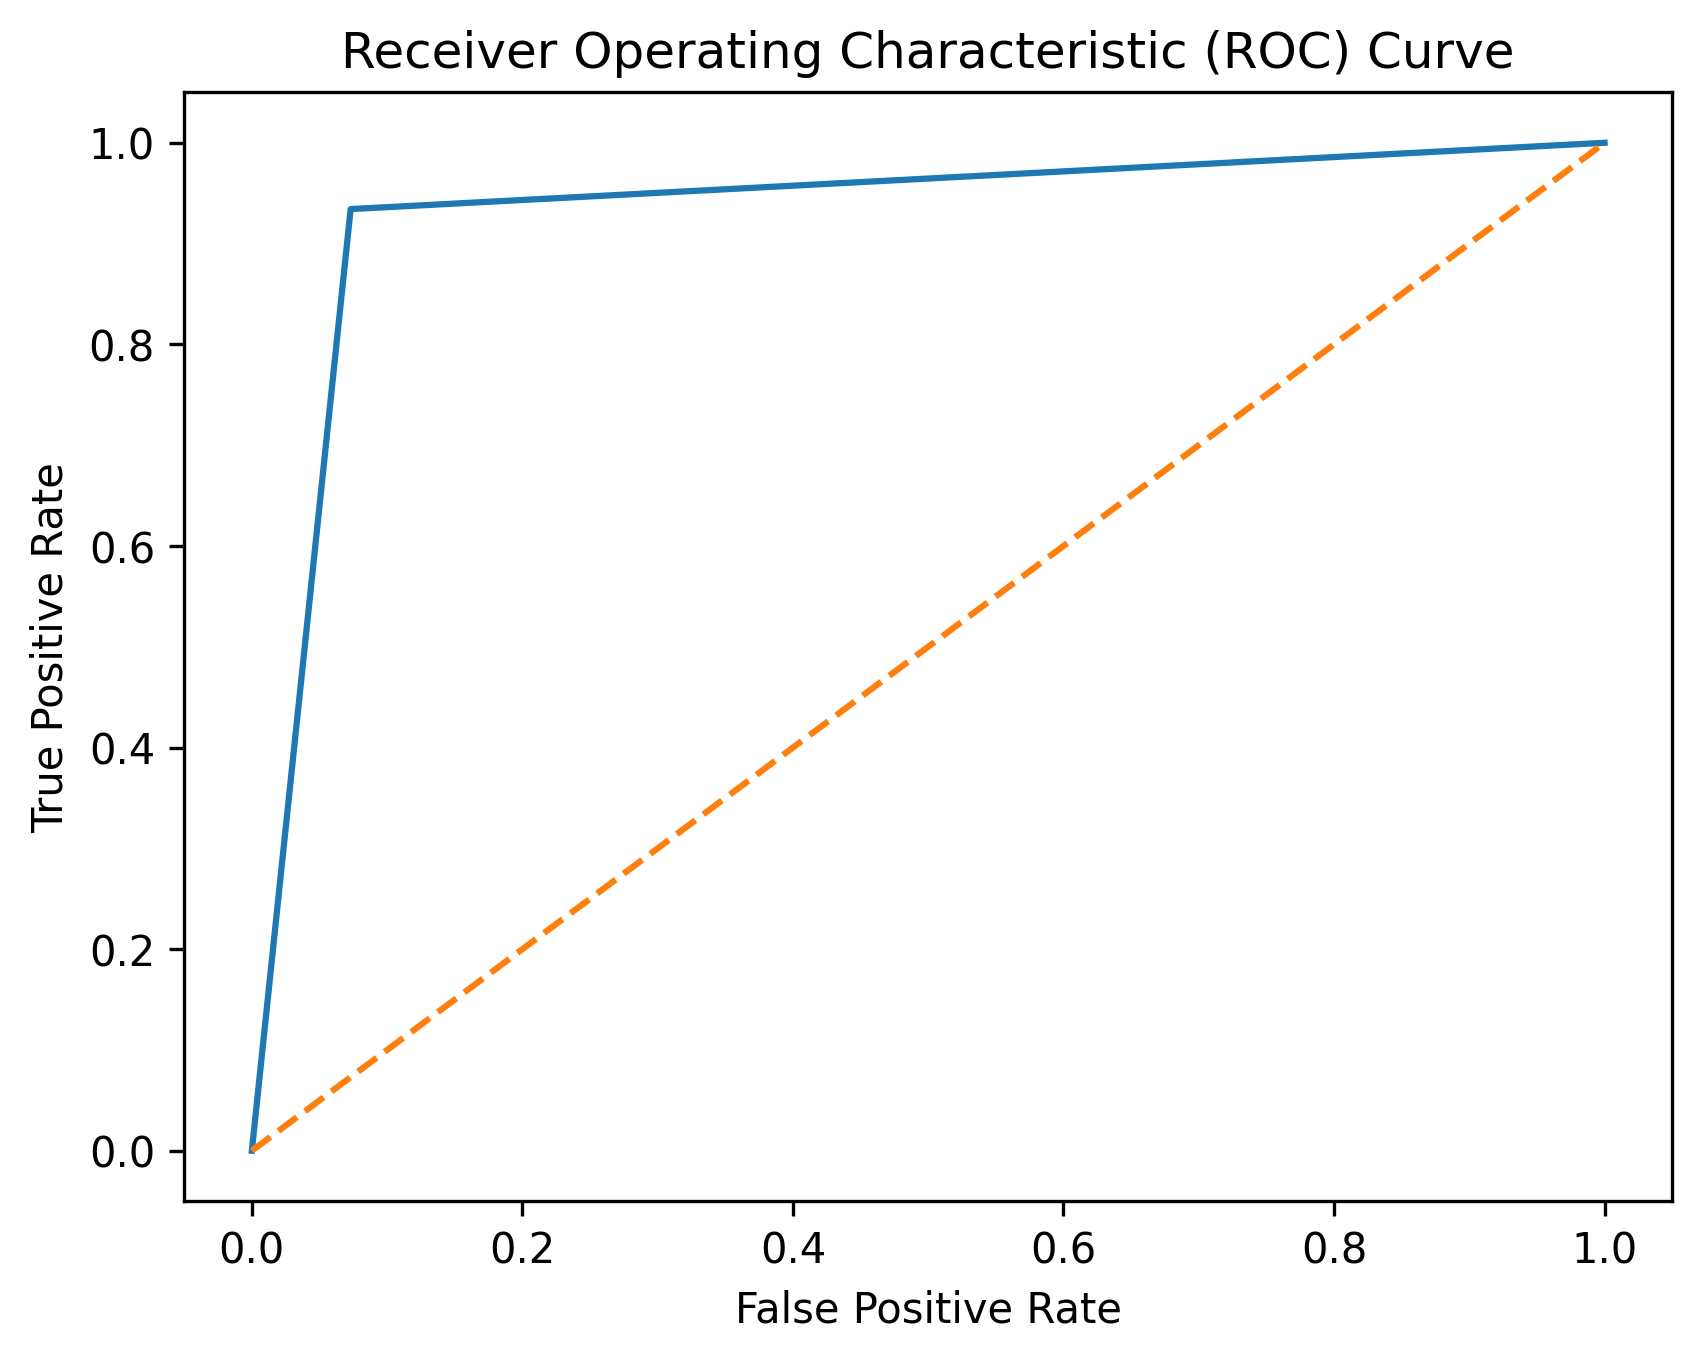 Receiver Operating Characteristic (ROC) Curve
1.0
0.8
0.6
0.4
0.2
0.0
True Positive Rate
0.0 0.2 0.4 0.6 0.8 1.0
False Positive Rate